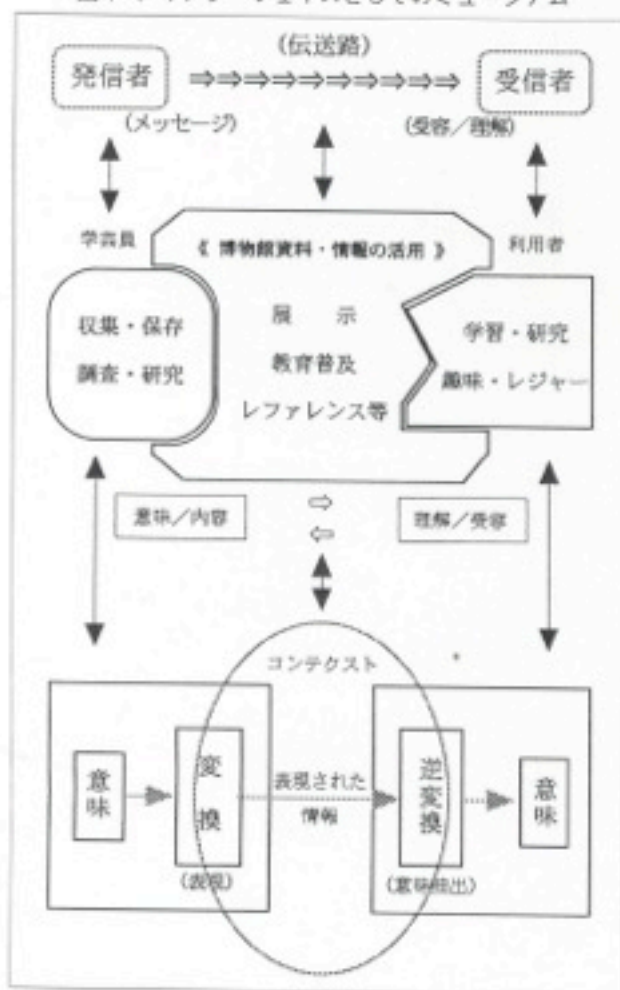 (伝送路)
発信者 ⇒⇒⇒⇒⇒⇒⇒⇒⇒⇒ 受信者
(メッセージ) (受容/理解)
学芸員 《 博物館資料・情報の活用 》 利用者
収集・保存
調査・研究
展 示
教育普及
レファレンス等
学習・研究
趣味・レジャー
意味/内容 ⇨ 理解/受容
⇦
コンテクスト
意味
変換
(表現)
表現された
情報
逆変換
(意味抽出)
意味